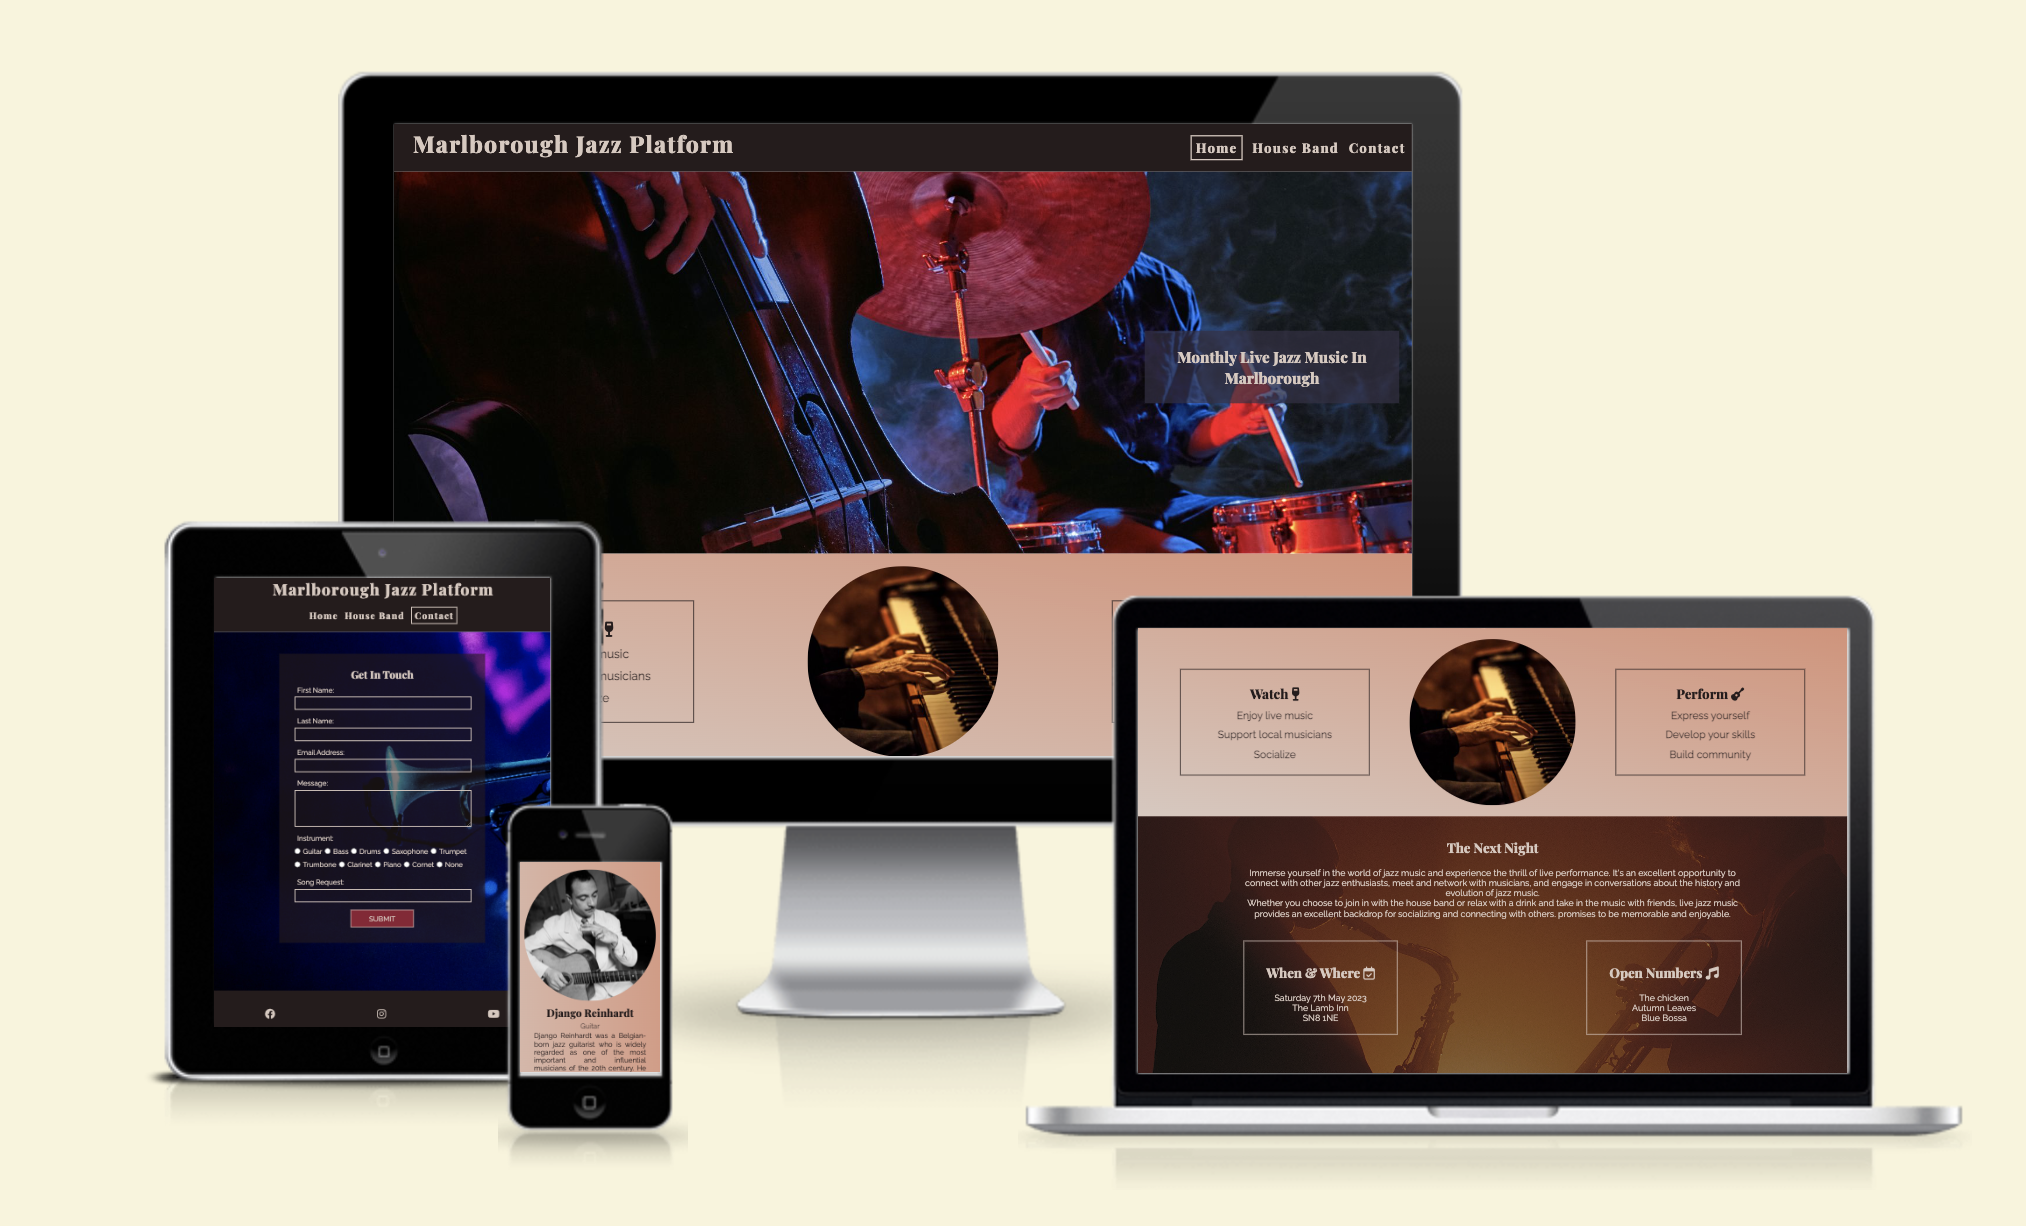 Marlborough Jazz Platform
Home House Band Contact
Monthly Live Jazz Music In
Marlborough
music
musicians
Marlborough Jazz Platform
Home House Band Contact
Get In Touch
First Name:
Last Name:
Email Address:
Message:
Instrument:
Guitar Bass Drums Saxophone Trumpet
Trumbone Clarinet Piano Cornet None
Song Request:
SUBMIT
Django Reinhardt
Guitar
Django Reinhardt was a Belgian-
born jazz guitarist who is widely
regarded as one of the most
important and influential
musicians of the 20th century. He
Watch
Enjoy live music
Support local musicians
Socialize
Perform
Express yourself
Develop your skills
Build community
The Next Night
Immerse yourself in the world of jazz music and experience the thrill of live performance. It's an excellent opportunity to
connect with other jazz enthusiasts, meet and network with musicians, and engage in conversations about the history and
evolution of jazz music.
Whether you choose to join in with the house band or relax with a drink and take in the music with friends, live jazz music
provides an excellent backdrop for socializing and connecting with others. promises to be memorable and enjoyable.
When & Where
Saturday 7th May 2023
The Lamb Inn
SN8 1NE
Open Numbers
The chicken
Autumn Leaves
Blue Bossa